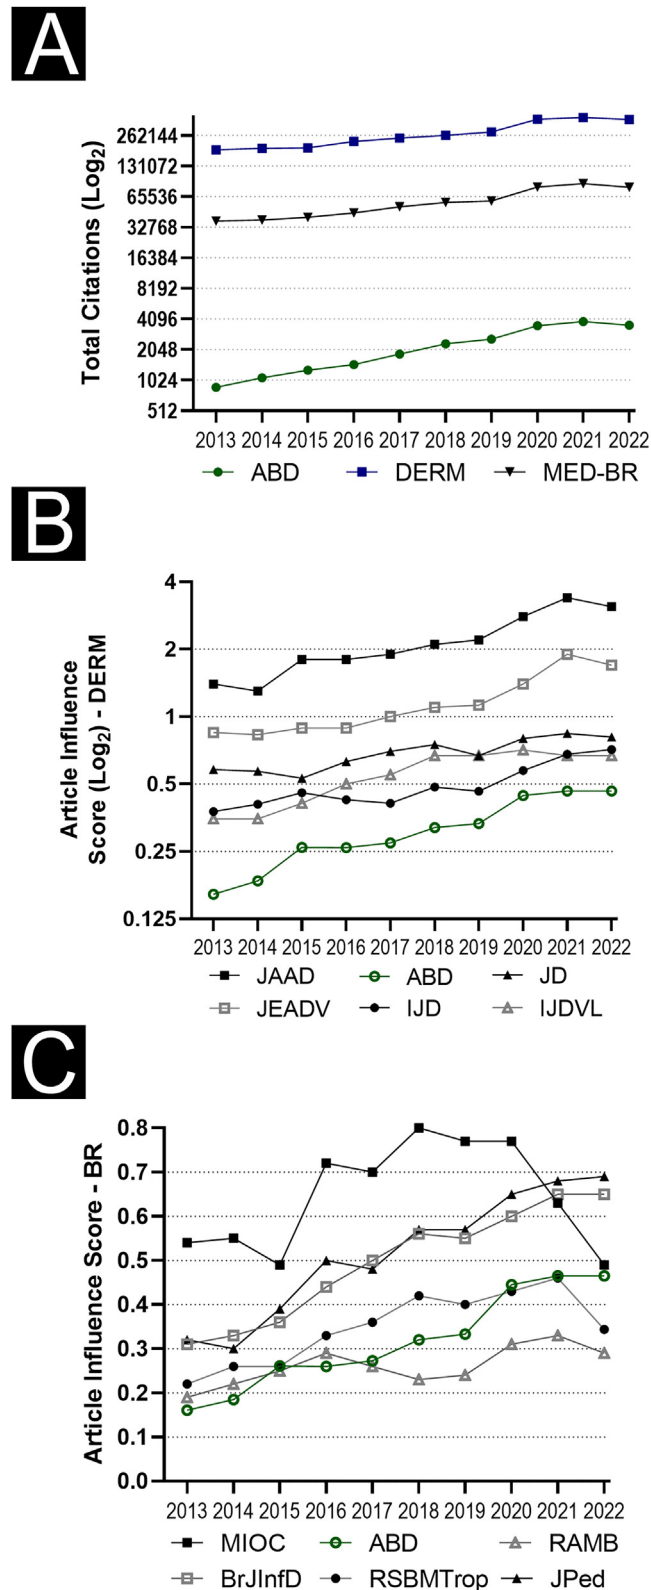 A
Total Citations (Log2)
262144
131072
65536
32768
16384
8192
4096
2048
1024
512
2013 2014 2015 2016 2017 2018 2019 2020 2021 2022
ABD DERM MED-BR
B
Article Influence
Score (Log2) - DERM
4
2
1
0.5
0.25
0.125
2013 2014 2015 2016 2017 2018 2019 2020 2021 2022
JAAD ABD JD
JEADV IJD IJDVL
C
Article Influence Score - BR
0.8
0.7
0.6
0.5
0.4
0.3
0.2
0.1
0.0
2013 2014 2015 2016 2017 2018 2019 2020 2021 2022
MIOC ABD RAMB
BrJInfD RSBMTrop JPed